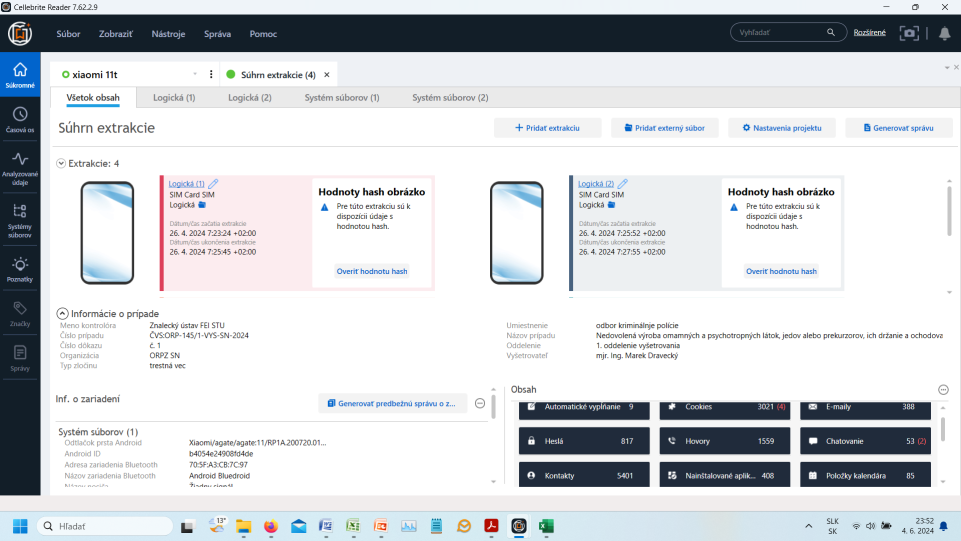 Cellebrite Reader 7.62.2.9
Súbor Zobraziť Nástroje Správa Pomoc
Vyhľadať
Rozšírené
Súkromné
Časová os
Analyzované údaje
Systémy súborov
Poznatky
Značky
Správy
xiaomi 11t
Súhrn extrakcie (4)
Všetok obsah Logická (1) Logická (2) Systém súborov (1) Systém súborov (2)
Súhrn extrakcie
Pridať extrakciu
Pridať externý súbor
Nastavenia projektu
Generovať správu
Extrakcie: 4
Logická (1)
SIM Card SIM
Logická
Dátum/čas začatia extrakcie
26. 4. 2024 7:23:24 +02:00
Dátum/čas ukončenia extrakcie
26. 4. 2024 7:25:45 +02:00
Hodnoty hash obrázko
Pre túto extrakciu sú k
dispozícii údaje s
hodnotou hash.
Overiť hodnotu hash
Logická (2)
SIM Card SIM
Logická
Dátum/čas začatia extrakcie
26. 4. 2024 7:25:52 +02:00
Dátum/čas ukončenia extrakcie
26. 4. 2024 7:27:55 +02:00
Hodnoty hash obrázko
Pre túto extrakciu sú k
dispozícii údaje s
hodnotou hash.
Overiť hodnotu hash
Informácie o prípade
Meno kontrolóra Znalecký ústav FEI STU
Číslo prípadu ČVS:ORP-145/1-VYS-SN-2024
Číslo dôkazu č. 1
Organizácia ORPZ SN
Typ zločinu trestná vec
Umiestnenie odbor kriminálnje polície
Názov prípadu Nedovolená výroba omamných a psychotropných látok, jedov alebo prekurzorov, ich držanie a ochodova
Oddelenie 1. oddelenie vyšetrovania
Vyšetrovateľ mjr. Ing. Marek Dravecký
Inf. o zariadení
Generovať predbežnú správu o z...
Systém súborov (1)
Odtlačok prsta Android Xiaomi/agate/agate:11/RP1A.200720.01...
Android ID b4054e24908fd4de
Adresa zariadenia Bluetooth 70:5F:A3:CB:7C:97
Názov zariadenia Bluetooth Android Bluedroid
Názov nosiča Žiadny signál
Obsah
Automatické vypĺňanie 9
Cookies 3021 (4)
E-maily 388
Heslá 817
Hovory 1559
Chatovanie 53 (2)
Kontakty 5401
Nainštalované aplik... 408
Položky kalendára 85
Hľadať
13°
SLK
SK
23:52
4. 6. 2024